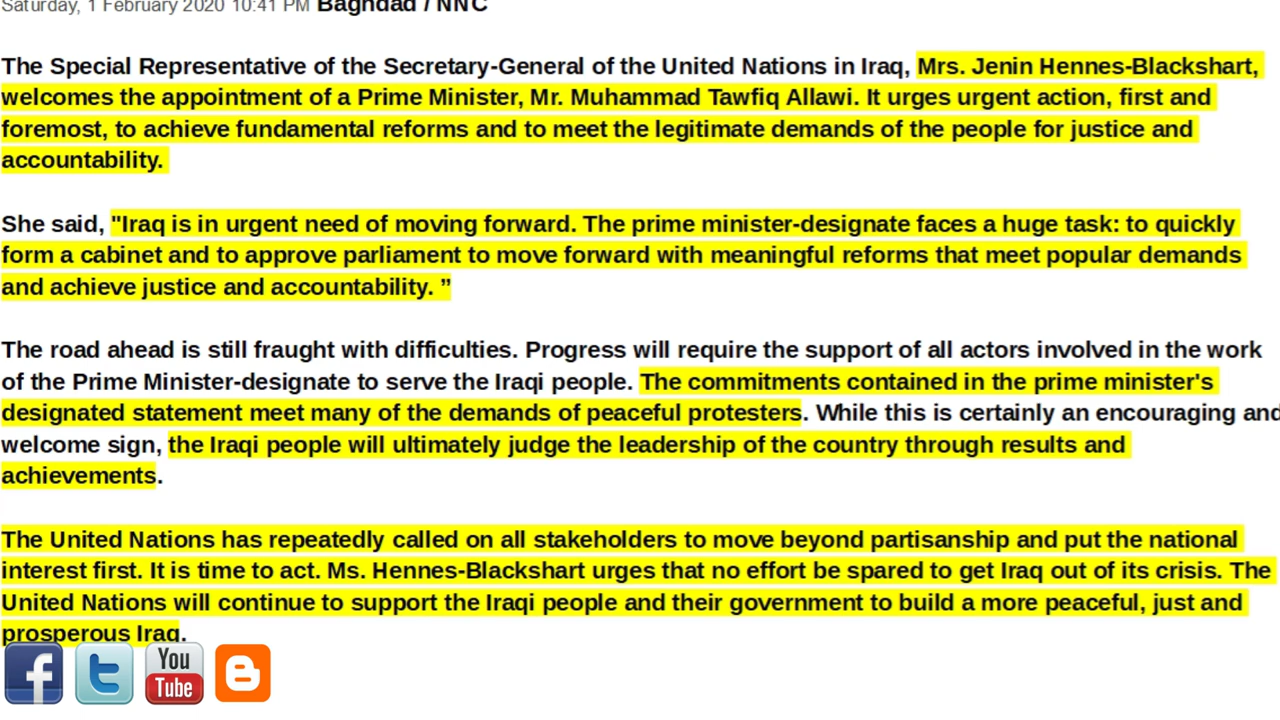 Saturday, 1 February 2020 10:41 PM Baghdad / NNC
The Special Representative of the Secretary-General of the United Nations in Iraq, Mrs. Jenin Hennes-Blackshart,
welcomes the appointment of a Prime Minister, Mr. Muhammad Tawfiq Allawi. It urges urgent action, first and
foremost, to achieve fundamental reforms and to meet the legitimate demands of the people for justice and
accountability.
She said, "Iraq is in urgent need of moving forward. The prime minister-designate faces a huge task: to quickly
form a cabinet and to approve parliament to move forward with meaningful reforms that meet popular demands
and achieve justice and accountability. ”
The road ahead is still fraught with difficulties. Progress will require the support of all actors involved in the work
of the Prime Minister-designate to serve the Iraqi people. The commitments contained in the prime minister's
designated statement meet many of the demands of peaceful protesters. While this is certainly an encouraging and
welcome sign, the Iraqi people will ultimately judge the leadership of the country through results and
achievements.
The United Nations has repeatedly called on all stakeholders to move beyond partisanship and put the national
interest first. It is time to act. Ms. Hennes-Blackshart urges that no effort be spared to get Iraq out of its crisis. The
United Nations will continue to support the Iraqi people and their government to build a more peaceful, just and
prosperous Iraq.
You
Tube